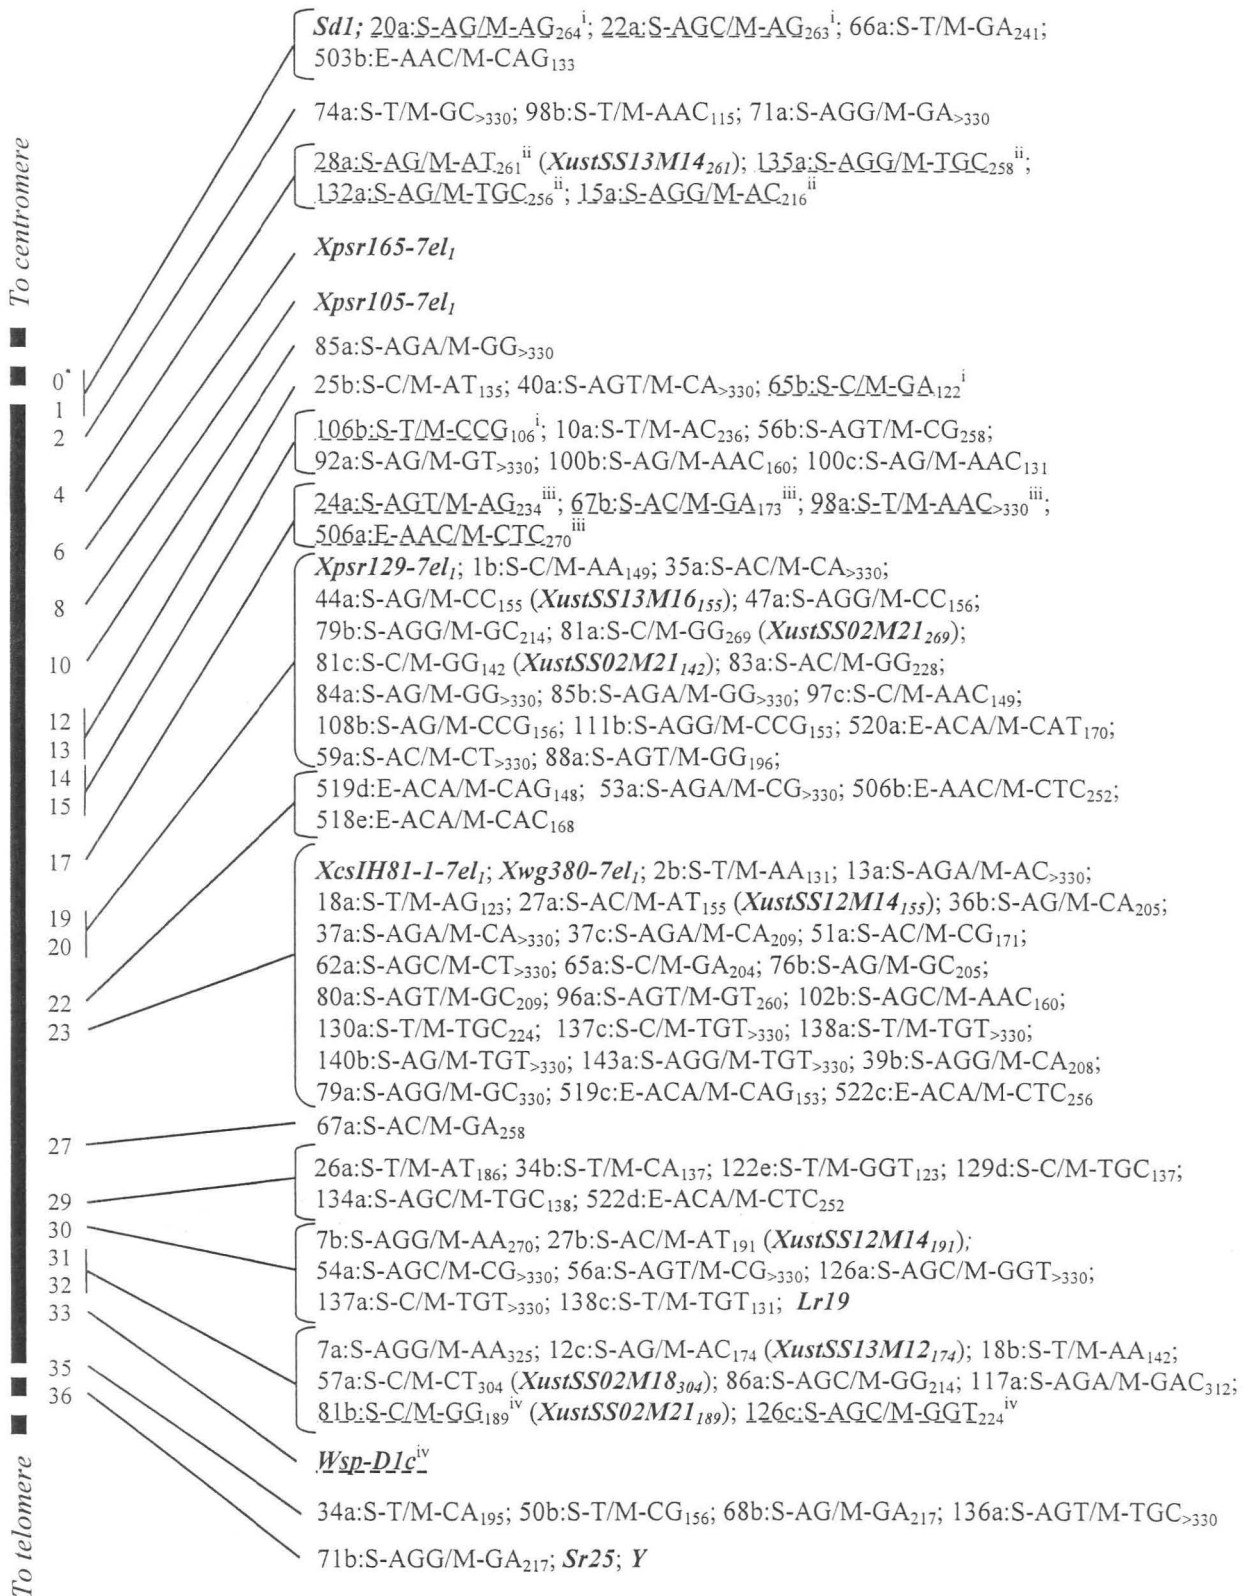 To centromere
To telomere
0*
1
2
4
6
8
10
12
13
14
15
17
19
20
22
23
27
29
30
31
32
33
35
36
Sd1; 20a:S-AG/M-AG264i; 22a:S-AGC/M-AG263i; 66a:S-T/M-GA241;
503b:E-AAC/M-CAG133
74a:S-T/M-GC>330; 98b:S-T/M-AAC115; 71a:S-AGG/M-GA>330
28a:S-AG/M-AT261ii (XustSS13M14261); 135a:S-AGG/M-TGC258ii;
132a:S-AG/M-TGC256ii; 15a:S-AGG/M-AC216ii
Xpsr165-7el1
Xpsr105-7el1
85a:S-AGA/M-GG>330
25b:S-C/M-AT135; 40a:S-AGT/M-CA>330; 65b:S-C/M-GA122i
106b:S-T/M-CCG106i; 10a:S-T/M-AC236; 56b:S-AGT/M-CG258;
92a:S-AG/M-GT>330; 100b:S-AG/M-AAC160; 100c:S-AG/M-AAC131
24a:S-AGT/M-AG234iii; 67b:S-AC/M-GA173iii; 98a:S-T/M-AAC>330iii;
506a:E-AAC/M-CTC270iii
Xpsr129-7el1; 1b:S-C/M-AA149; 35a:S-AC/M-CA>330;
44a:S-AG/M-CC155 (XustSS13M16155); 47a:S-AGG/M-CC156;
79b:S-AGG/M-GC214; 81a:S-C/M-GG269 (XustSS02M21269);
81c:S-C/M-GG142 (XustSS02M21142); 83a:S-AC/M-GG228;
84a:S-AG/M-GG>330; 85b:S-AGA/M-GG>330; 97c:S-C/M-AAC149;
108b:S-AG/M-CCG156; 111b:S-AGG/M-CCG153; 520a:E-ACA/M-CAT170;
59a:S-AC/M-CT>330; 88a:S-AGT/M-GG196;
519d:E-ACA/M-CAG148; 53a:S-AGA/M-CG>330; 506b:E-AAC/M-CTC252;
518e:E-ACA/M-CAC168
XcsIH81-1-7el1; Xwg380-7el1; 2b:S-T/M-AA131; 13a:S-AGA/M-AC>330;
18a:S-T/M-AG123; 27a:S-AC/M-AT155 (XustSS12M14155); 36b:S-AG/M-CA205;
37a:S-AGA/M-CA>330; 37c:S-AGA/M-CA209; 51a:S-AC/M-CG171;
62a:S-AGC/M-CT>330; 65a:S-C/M-GA204; 76b:S-AG/M-GC205;
80a:S-AGT/M-GC209; 96a:S-AGT/M-GT260; 102b:S-AGC/M-AAC160;
130a:S-T/M-TGC224; 137c:S-C/M-TGT>330; 138a:S-T/M-TGT>330;
140b:S-AG/M-TGT>330; 143a:S-AGG/M-TGT>330; 39b:S-AGG/M-CA208;
79a:S-AGG/M-GC330; 519c:E-ACA/M-CAG153; 522c:E-ACA/M-CTC256
67a:S-AC/M-GA258
26a:S-T/M-AT186; 34b:S-T/M-CA137; 122e:S-T/M-GGT123; 129d:S-C/M-TGC137;
134a:S-AGC/M-TGC138; 522d:E-ACA/M-CTC252
7b:S-AGG/M-AA270; 27b:S-AC/M-AT191 (XustSS12M14191);
54a:S-AGC/M-CG>330; 56a:S-AGT/M-CG>330; 126a:S-AGC/M-GGT>330;
137a:S-C/M-TGT>330; 138c:S-T/M-TGT131; Lr19
7a:S-AGG/M-AA325; 12c:S-AG/M-AC174 (XustSS13M12174); 18b:S-T/M-AA142;
57a:S-C/M-CT304 (XustSS02M18304); 86a:S-AGC/M-GG214; 117a:S-AGA/M-GAC312;
81b:S-C/M-GG189iv (XustSS02M21189); 126c:S-AGC/M-GGT224iv
Wsp-D1civ
34a:S-T/M-CA195; 50b:S-T/M-CG156; 68b:S-AG/M-GA217; 136a:S-AGT/M-TGC>330
71b:S-AGG/M-GA217; Sr25; Y